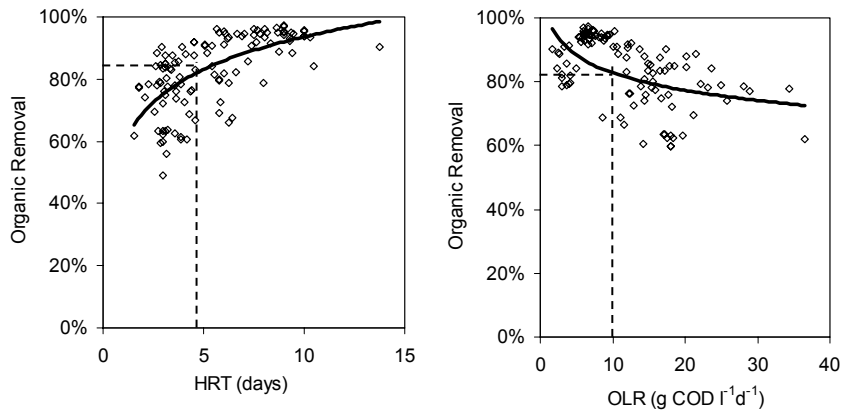 100%
80%
60%
40%
20%
0%
Organic Removal
0 5 10 15
HRT (days)
100%
80%
60%
40%
20%
0%
Organic Removal
0 10 20 30 40
OLR (g COD l⁻¹d⁻¹)